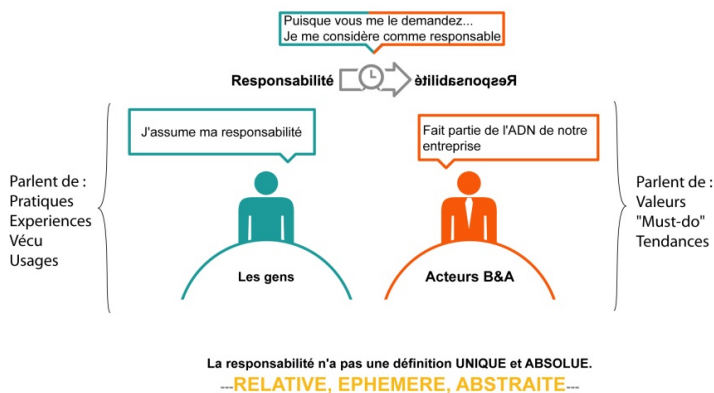 Puisque vous me le demandez...
Je me considère comme responsable
Responsabilité
Responsabilité
J'assume ma responsabilité
Fait partie de l'ADN de notre
entreprise
Parlent de :
Pratiques
Experiences
Vécu
Usages
Parlent de :
Valeurs
"Must-do"
Tendances
Les gens
Acteurs B&A
La responsabilité n'a pas une définition UNIQUE et ABSOLUE.
---RELATIVE, EPHEMERE, ABSTRAITE---